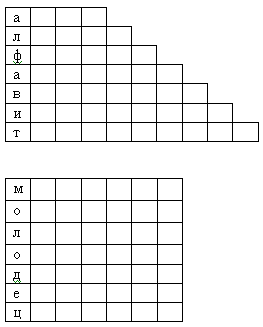 а
л
ф
а
в
и
т
м
о
л
о
д
е
ц